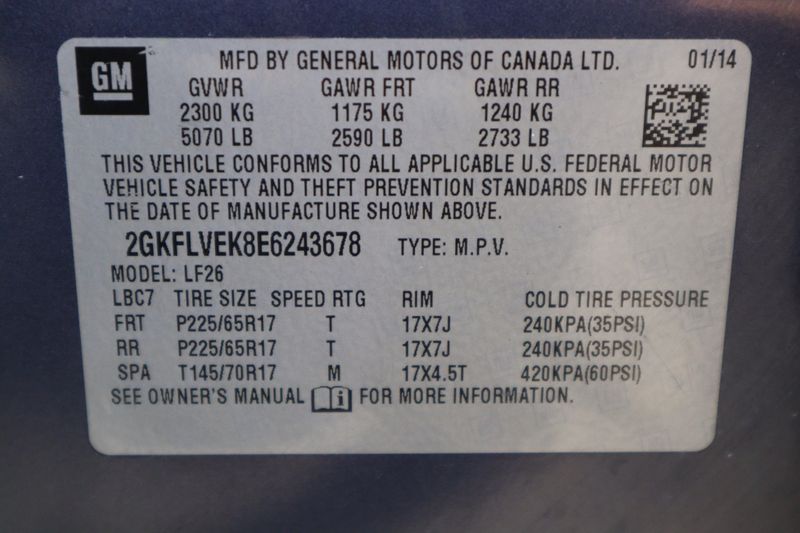 GM
MFD BY GENERAL MOTORS OF CANADA LTD. 01/14
GVWR GAWR FRT GAWR RR
2300 KG 1175 KG 1240 KG
5070 LB 2590 LB 2733 LB
THIS VEHICLE CONFORMS TO ALL APPLICABLE U.S. FEDERAL MOTOR
VEHICLE SAFETY AND THEFT PREVENTION STANDARDS IN EFFECT ON
THE DATE OF MANUFACTURE SHOWN ABOVE.
2GKFLVEK8E6243678 TYPE: M.P.V.
MODEL: LF26
LBC7 TIRE SIZE SPEED RTG RIM COLD TIRE PRESSURE
FRT P225/65R17 T 17X7J 240KPA(35PSI)
RR P225/65R17 T 17X7J 240KPA(35PSI)
SPA T145/70R17 M 17X4.5T 420KPA(60PSI)
SEE OWNER'S MANUAL i FOR MORE INFORMATION.